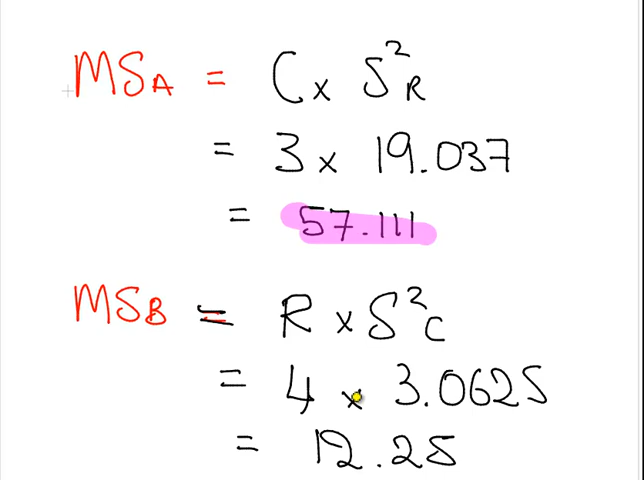 MSA = C × S²R
= 3 × 19.037
= 57.111
MSB = R × S²C
= 4 × 3.0625
= 12.25